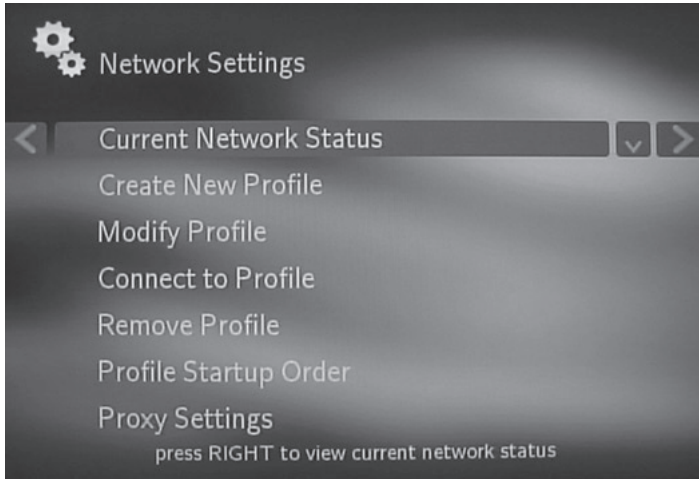 Network Settings
Current Network Status
Create New Profile
Modify Profile
Connect to Profile
Remove Profile
Profile Startup Order
Proxy Settings
press RIGHT to view current network status